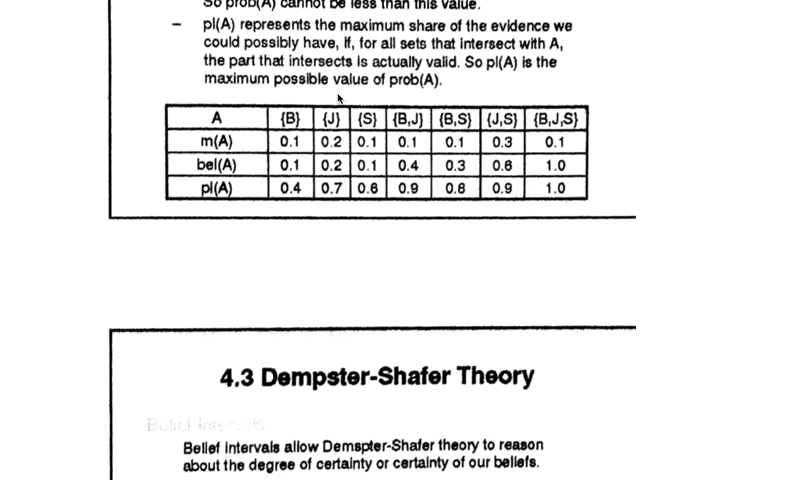 So prob(A) cannot be less than this value.
– pl(A) represents the maximum share of the evidence we
could possibly have, if, for all sets that intersect with A,
the part that intersects is actually valid. So pl(A) is the
maximum possible value of prob(A).
A {B} {J} {S} {B,J} {B,S} {J,S} {B,J,S}
m(A) 0.1 0.2 0.1 0.1 0.1 0.3 0.1
bel(A) 0.1 0.2 0.1 0.4 0.3 0.6 1.0
pl(A) 0.4 0.7 0.6 0.9 0.8 0.9 1.0
4.3 Dempster-Shafer Theory
Belief Intervals
Belief intervals allow Demspter-Shafer theory to reason
about the degree of certainty or certainty of our beliefs.